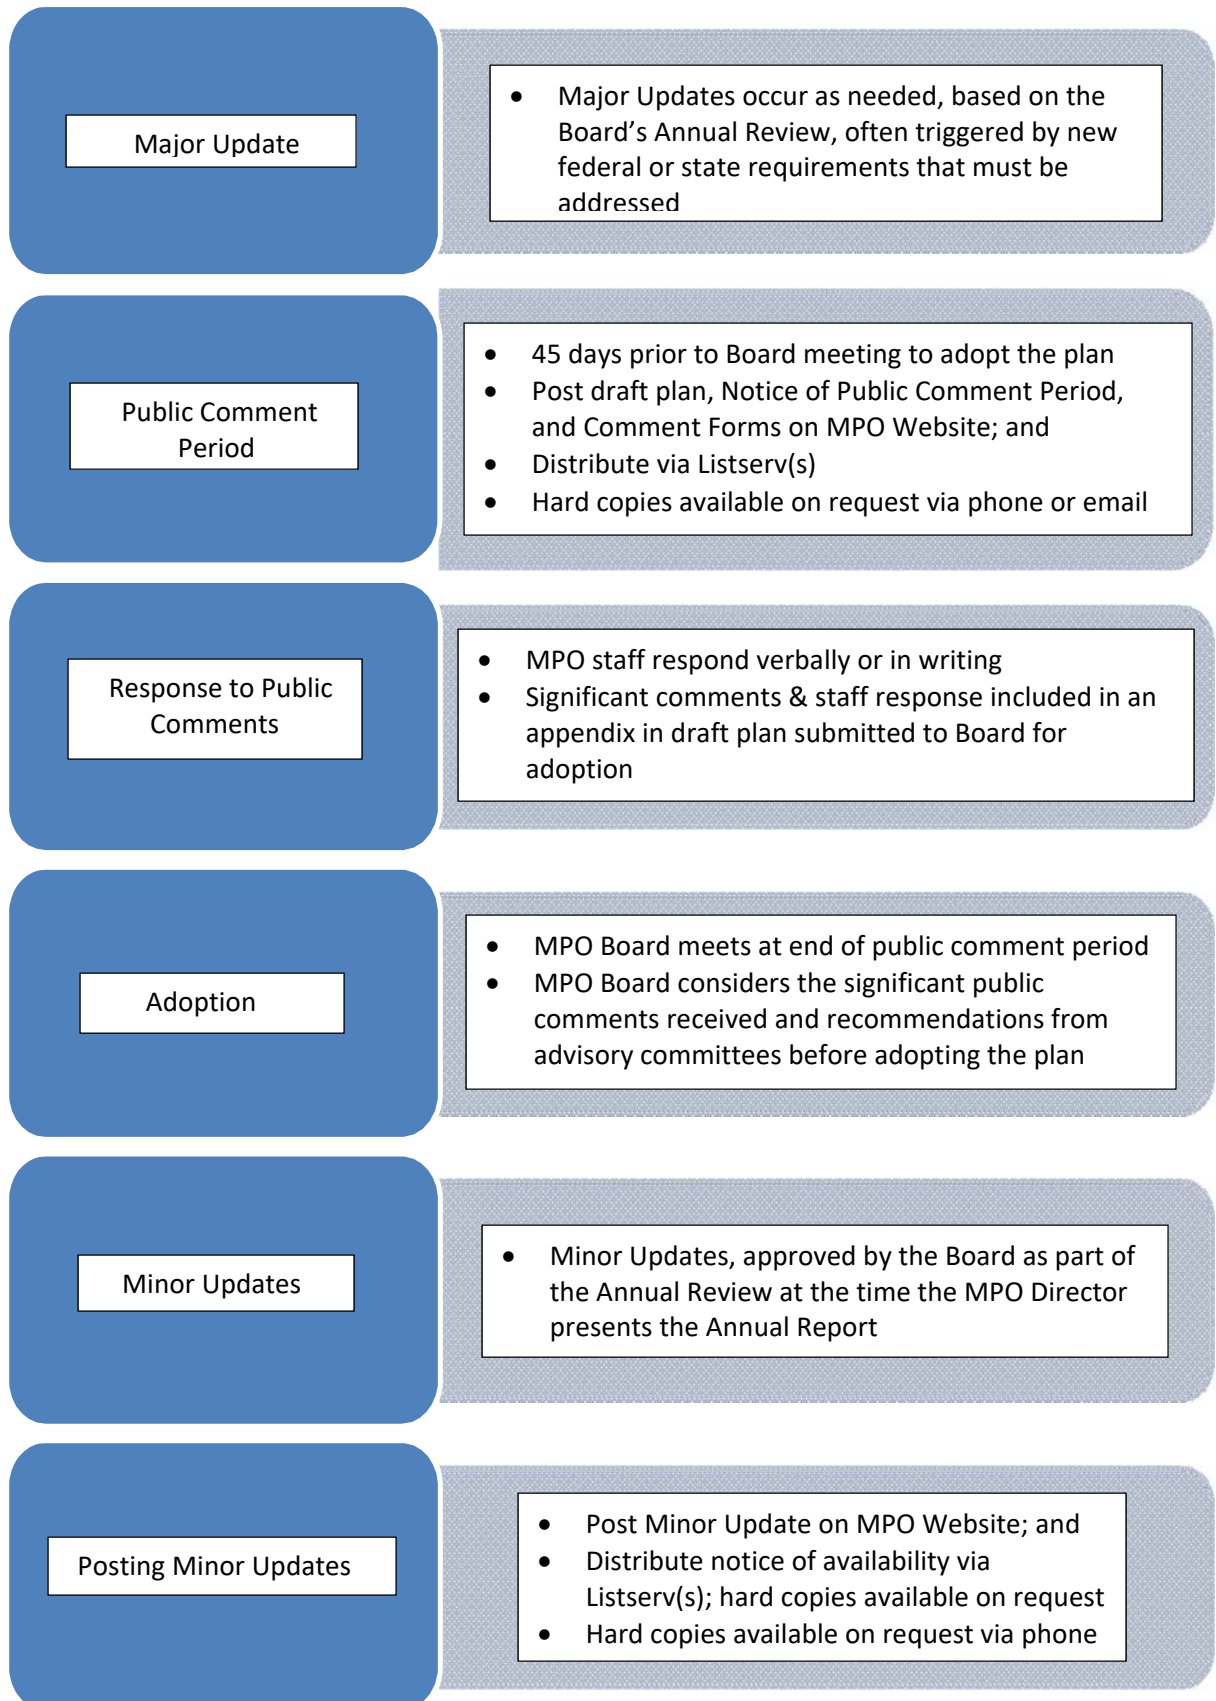 Major Update
• Major Updates occur as needed, based on the
Board’s Annual Review, often triggered by new
federal or state requirements that must be
addressed
Public Comment
Period
• 45 days prior to Board meeting to adopt the plan
• Post draft plan, Notice of Public Comment Period,
and Comment Forms on MPO Website; and
• Distribute via Listserv(s)
• Hard copies available on request via phone or email
Response to Public
Comments
• MPO staff respond verbally or in writing
• Significant comments & staff response included in an
appendix in draft plan submitted to Board for
adoption
Adoption
• MPO Board meets at end of public comment period
• MPO Board considers the significant public
comments received and recommendations from
advisory committees before adopting the plan
Minor Updates
• Minor Updates, approved by the Board as part of
the Annual Review at the time the MPO Director
presents the Annual Report
Posting Minor Updates
• Post Minor Update on MPO Website; and
• Distribute notice of availability via
Listserv(s); hard copies available on request
• Hard copies available on request via phone